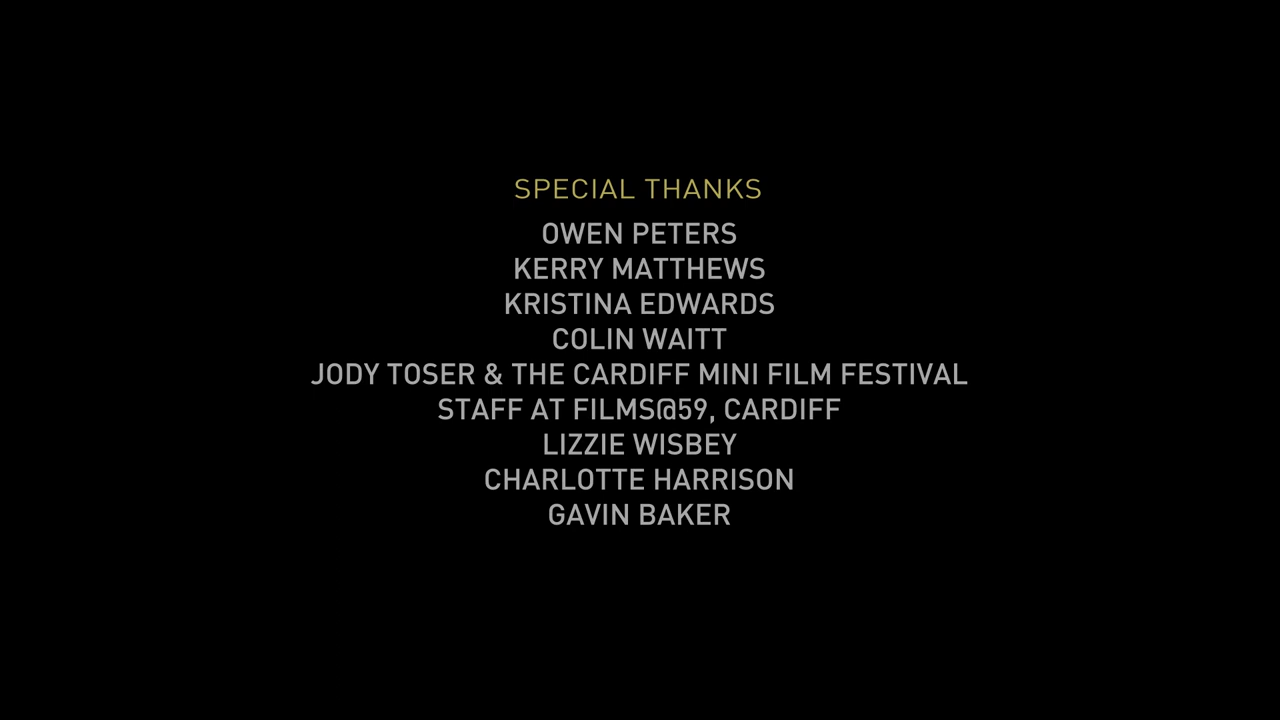 SPECIAL THANKS
OWEN PETERS
KERRY MATTHEWS
KRISTINA EDWARDS
COLIN WAITT
JODY TOSER & THE CARDIFF MINI FILM FESTIVAL
STAFF AT FILMS@59, CARDIFF
LIZZIE WISBEY
CHARLOTTE HARRISON
GAVIN BAKER